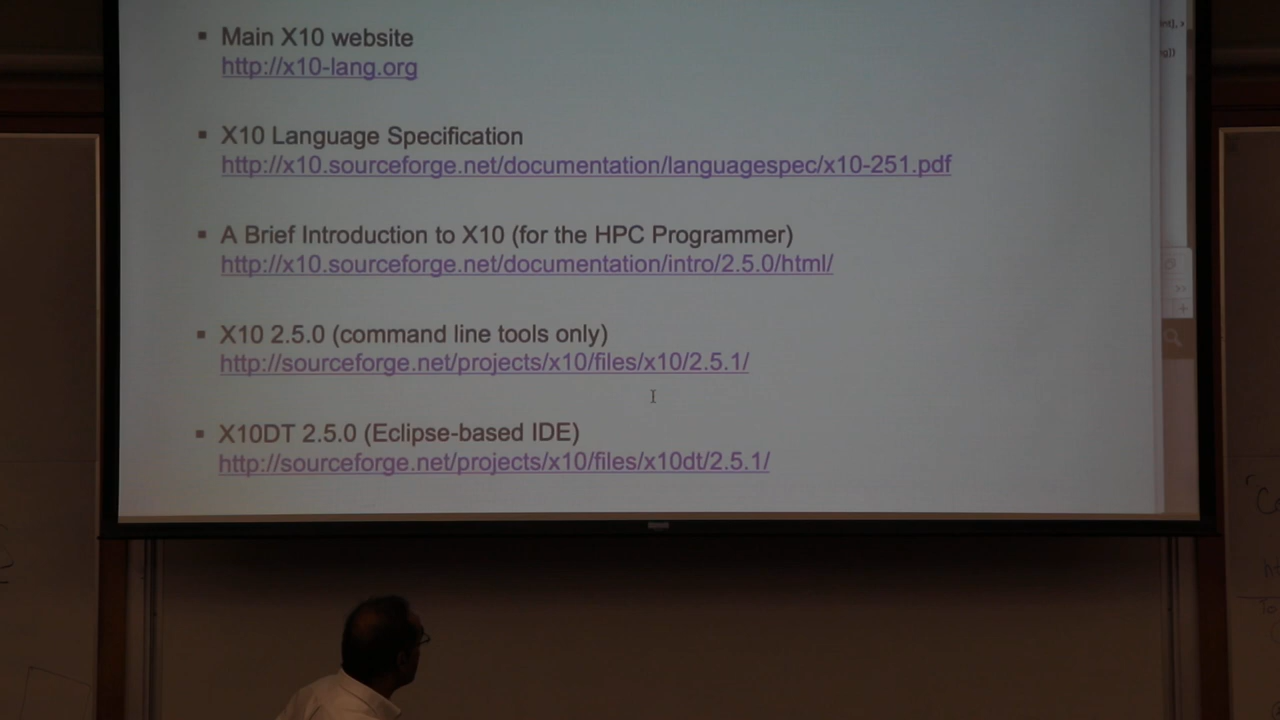 Main X10 website
http://x10-lang.org
X10 Language Specification
http://x10.sourceforge.net/documentation/languagespec/x10-251.pdf
A Brief Introduction to X10 (for the HPC Programmer)
http://x10.sourceforge.net/documentation/intro/2.5.0/html/
X10 2.5.0 (command line tools only)
http://sourceforge.net/projects/x10/files/x10/2.5.1/
X10DT 2.5.0 (Eclipse-based IDE)
http://sourceforge.net/projects/x10/files/x10dt/2.5.1/